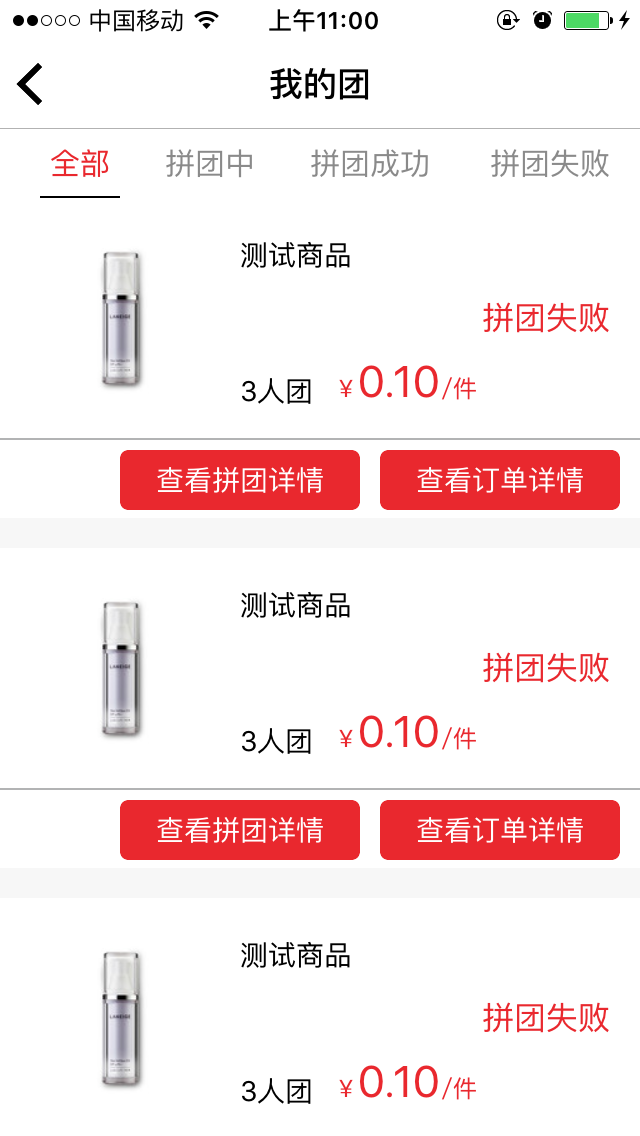 中国移动 上午11:00
我的团
全部 拼团中 拼团成功 拼团失败
测试商品
LANEIGE
拼团失败
3人团 ¥0.10/件
查看拼团详情 查看订单详情
测试商品
LANEIGE
拼团失败
3人团 ¥0.10/件
查看拼团详情 查看订单详情
测试商品
LANEIGE
拼团失败
3人团 ¥0.10/件